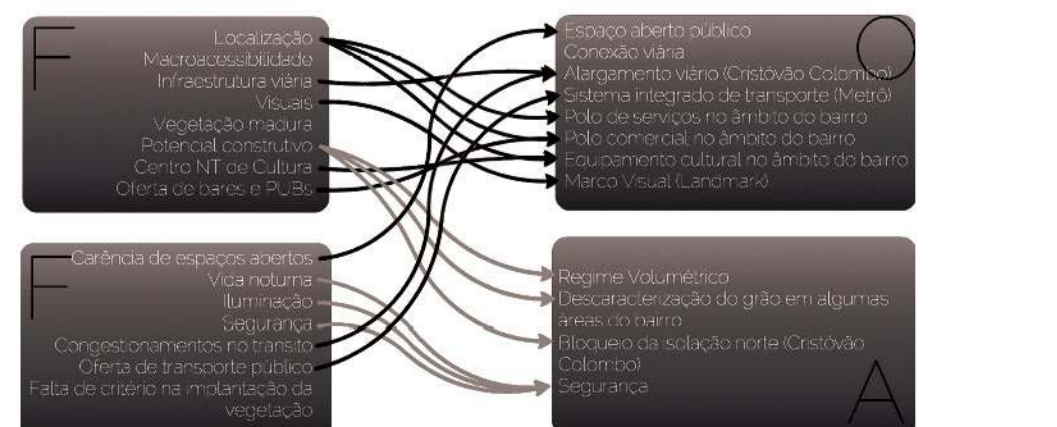 F
Localização
Macroacessibilidade
Infraestrutura viária
Visuais
Vegetação madura
Potencial construtivo
Centro NT de Cultura
Oferta de bares e PUBs
O
Espaço aberto público
Conexão viária
Alargamento viário (Cristóvão Colombo)
Sistema integrado de transporte (Metrô)
Polo de serviços no âmbito do bairro
Polo comercial no âmbito do bairro
Equipamento cultural no âmbito do bairro
Marco Visual (Landmark)
F
Carência de espaços abertos
Vida noturna
Iluminação
Segurança
Congestionamentos no trânsito
Oferta de transporte público
Falta de critério na implantação da
vegetação
Regime Volumétrico
Descaracterização do grão em algumas
áreas do bairro
Bloqueio da isolação norte (Cristóvão
Colombo)
Segurança
A